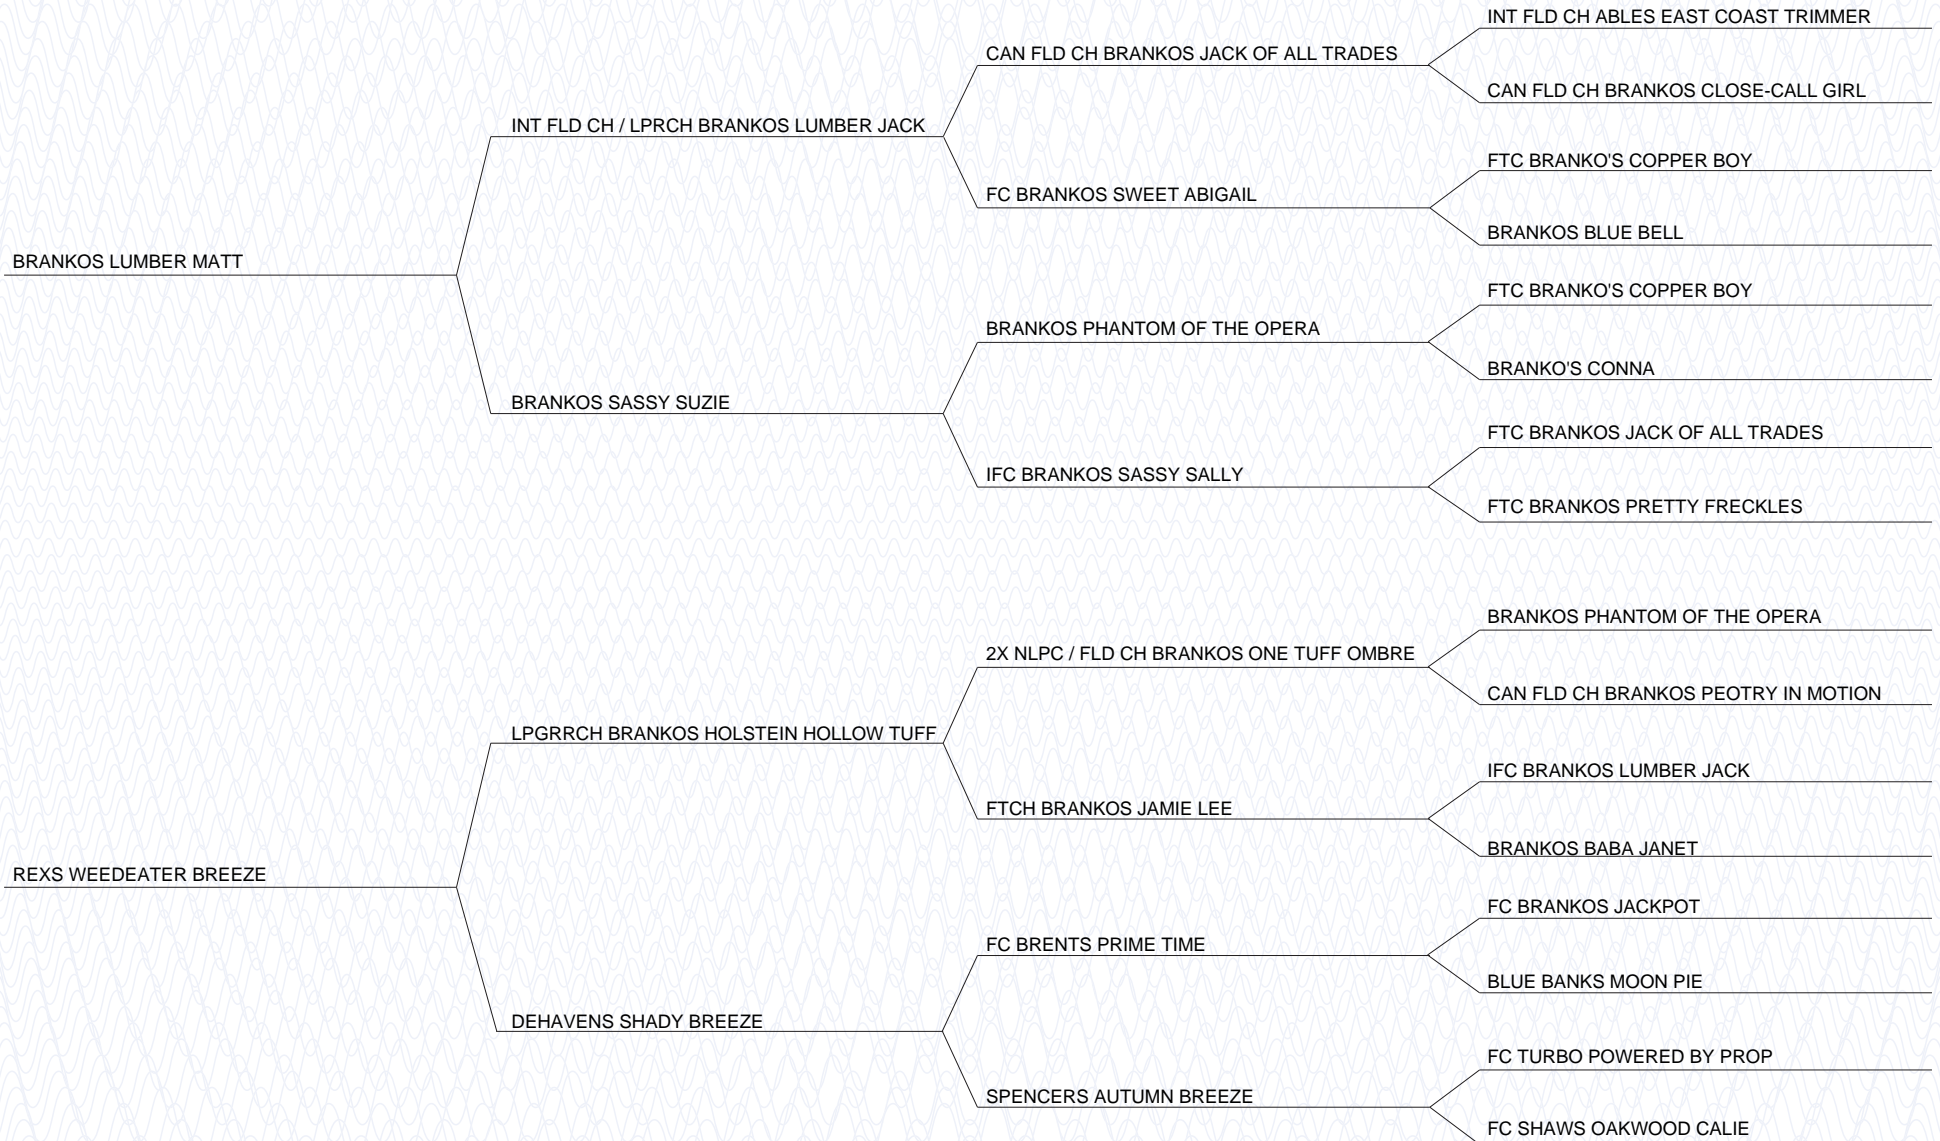 INT FLD CH ABLES EAST COAST TRIMMER
CAN FLD CH BRANKOS JACK OF ALL TRADES
CAN FLD CH BRANKOS CLOSE-CALL GIRL
INT FLD CH / LPRCH BRANKOS LUMBER JACK
FTC BRANKO'S COPPER BOY
FC BRANKOS SWEET ABIGAIL
BRANKOS BLUE BELL
BRANKOS LUMBER MATT
FTC BRANKO'S COPPER BOY
BRANKOS PHANTOM OF THE OPERA
BRANKO'S CONNA
BRANKOS SASSY SUZIE
FTC BRANKOS JACK OF ALL TRADES
IFC BRANKOS SASSY SALLY
FTC BRANKOS PRETTY FRECKLES
BRANKOS PHANTOM OF THE OPERA
2X NLPC / FLD CH BRANKOS ONE TUFF OMBRE
CAN FLD CH BRANKOS PEOTRY IN MOTION
LPGRRCH BRANKOS HOLSTEIN HOLLOW TUFF
IFC BRANKOS LUMBER JACK
FTCH BRANKOS JAMIE LEE
BRANKOS BABA JANET
REXS WEEDEATER BREEZE
FC BRANKOS JACKPOT
FC BRENTS PRIME TIME
BLUE BANKS MOON PIE
DEHAVENS SHADY BREEZE
FC TURBO POWERED BY PROP
SPENCERS AUTUMN BREEZE
FC SHAWS OAKWOOD CALIE